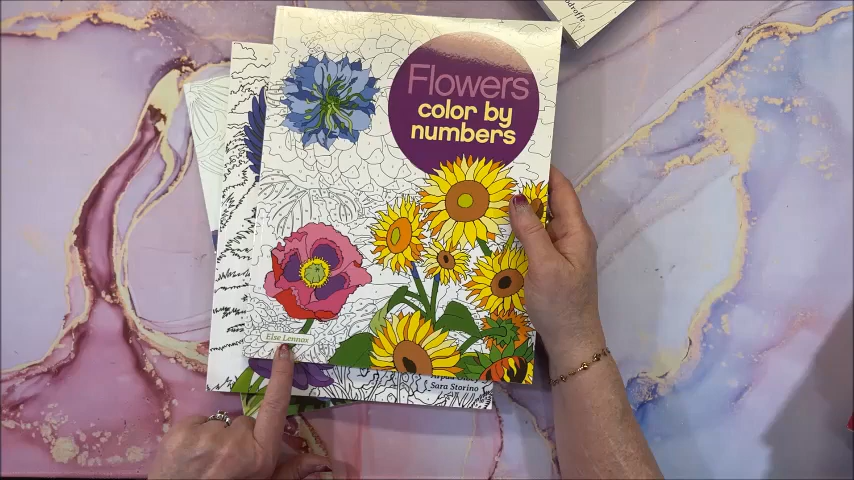 Flowers
color by
numbers
Else Lennox
Sara Storino